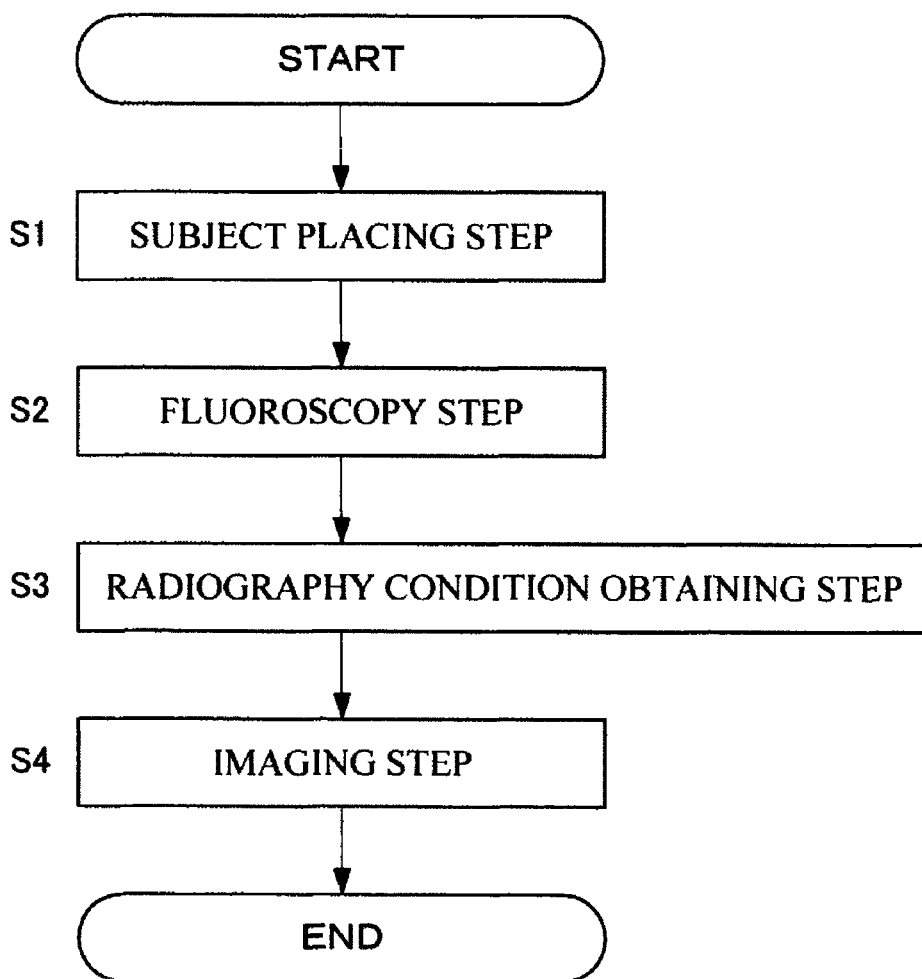 START
S1 SUBJECT PLACING STEP
S2 FLUOROSCOPY STEP
S3 RADIOGRAPHY CONDITION OBTAINING STEP
S4 IMAGING STEP
END